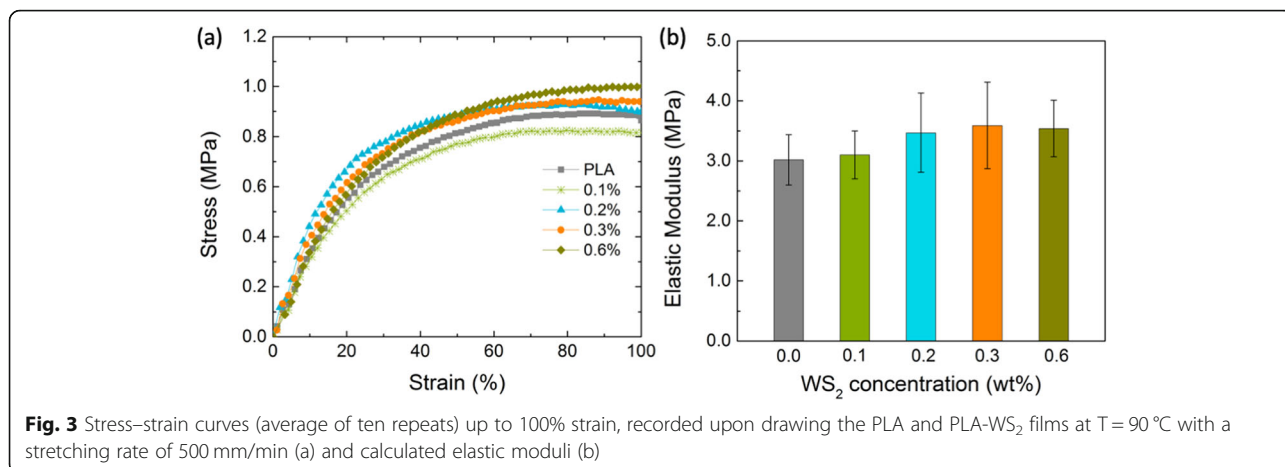 (a)
1.2
1.0
0.8
0.6
0.4
0.2
0.0
Stress (MPa)
PLA
0.1%
0.2%
0.3%
0.6%
0 20 40 60 80 100
Strain (%)
(b)
5.0
4.0
3.0
2.0
1.0
0.0
Elastic Modulus (MPa)
0.0 0.1 0.2 0.3 0.6
WS₂ concentration (wt%)
Fig. 3 Stress–strain curves (average of ten repeats) up to 100% strain, recorded upon drawing the PLA and PLA-WS₂ films at T = 90 °C with a
stretching rate of 500 mm/min (a) and calculated elastic moduli (b)